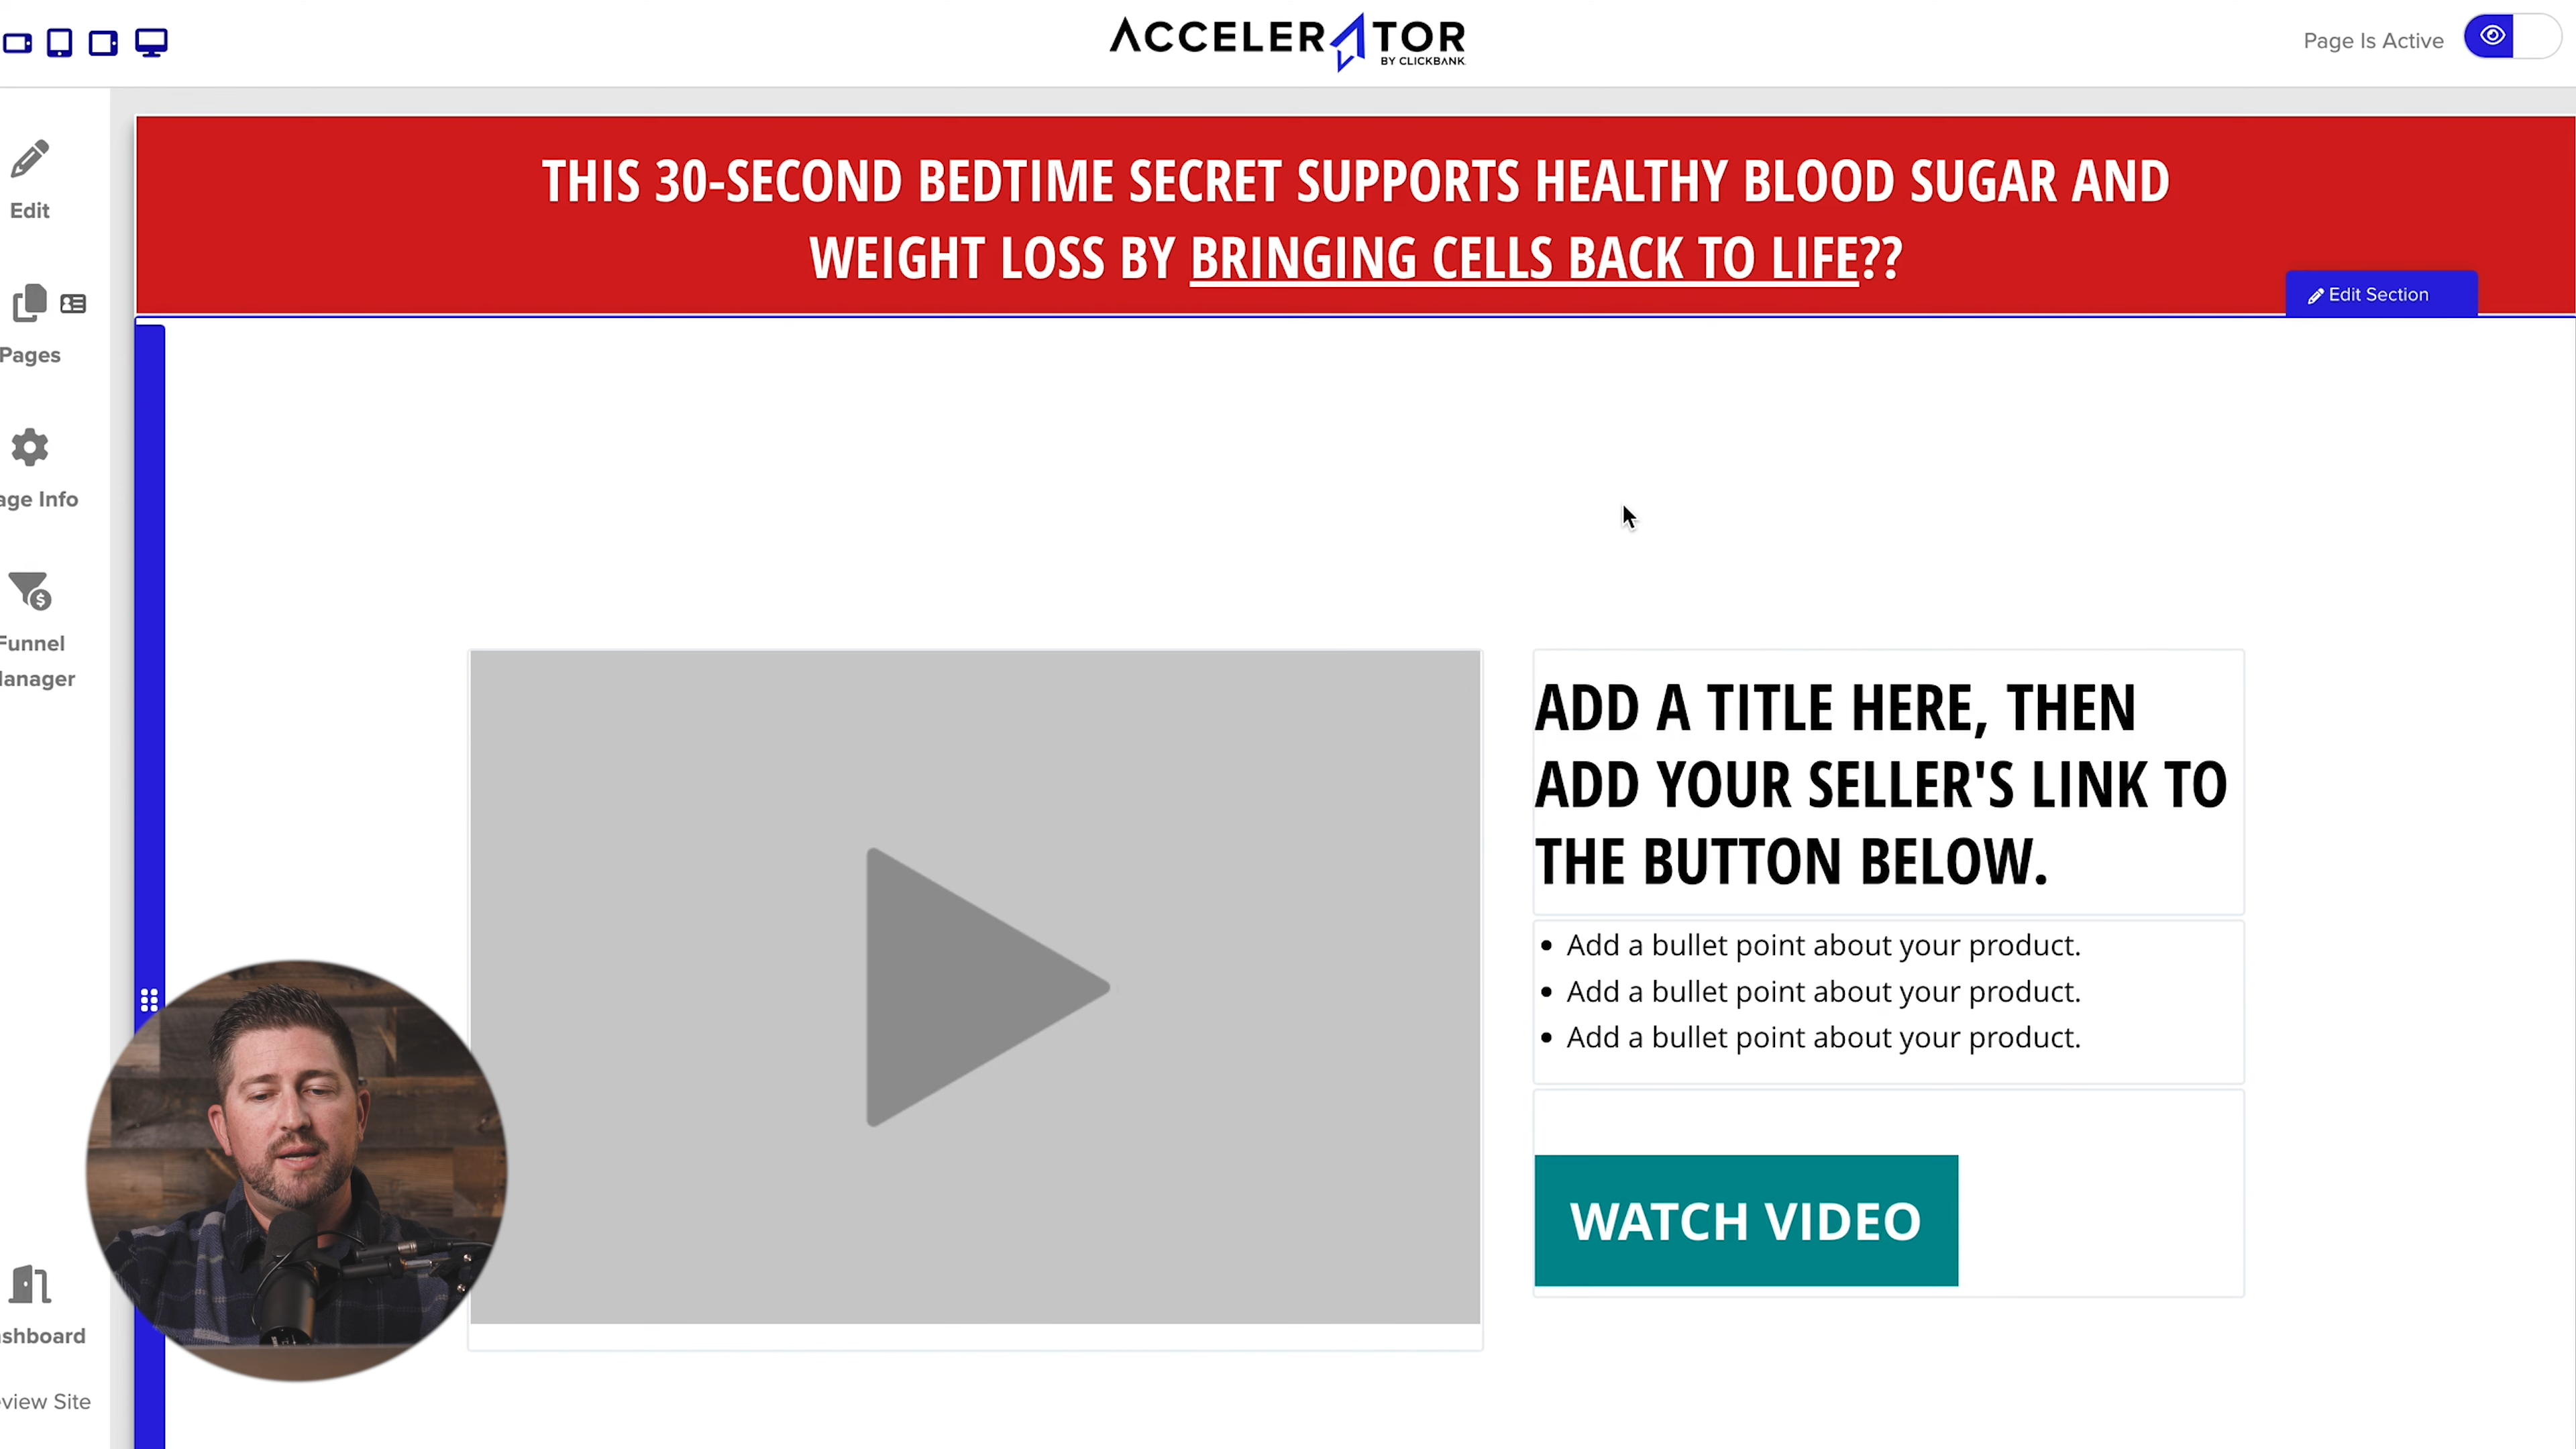 ACCELERATOR
BY CLICKBANK
Page Is Active
THIS 30-SECOND BEDTIME SECRET SUPPORTS HEALTHY BLOOD SUGAR AND
WEIGHT LOSS BY BRINGING CELLS BACK TO LIFE??
Edit Section
Edit
Pages
age Info
Funnel
anager
ADD A TITLE HERE, THEN
ADD YOUR SELLER'S LINK TO
THE BUTTON BELOW.
• Add a bullet point about your product.
• Add a bullet point about your product.
• Add a bullet point about your product.
WATCH VIDEO
shboard
view Site